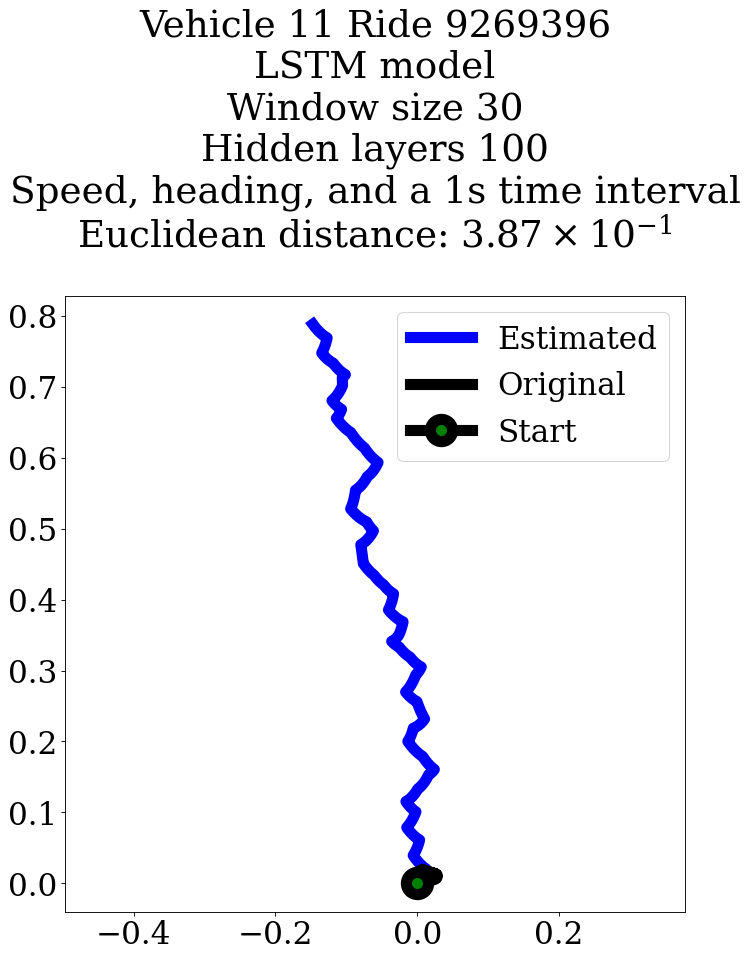 Vehicle 11 Ride 9269396
LSTM model
Window size 30
Hidden layers 100
Speed, heading, and a 1s time interval
Euclidean distance: 3.87 × 10⁻¹
0.8
0.7
0.6
0.5
0.4
0.3
0.2
0.1
0.0
Estimated
Original
Start
−0.4 −0.2 0.0 0.2